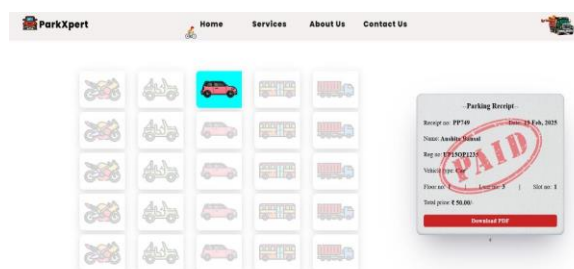 ParkXpert
Home Services About Us Contact Us
--Parking Receipt--
Receipt no: PP749 Date: 15 Feb, 2025
Name: Anshita Bansal
Reg no: UP15QP1235
Vehicle type: Car
Floor no: 1 | Lane no: 3 | Slot no: 1
Total price: ₹ 50.00/-
PAID
Download PDF